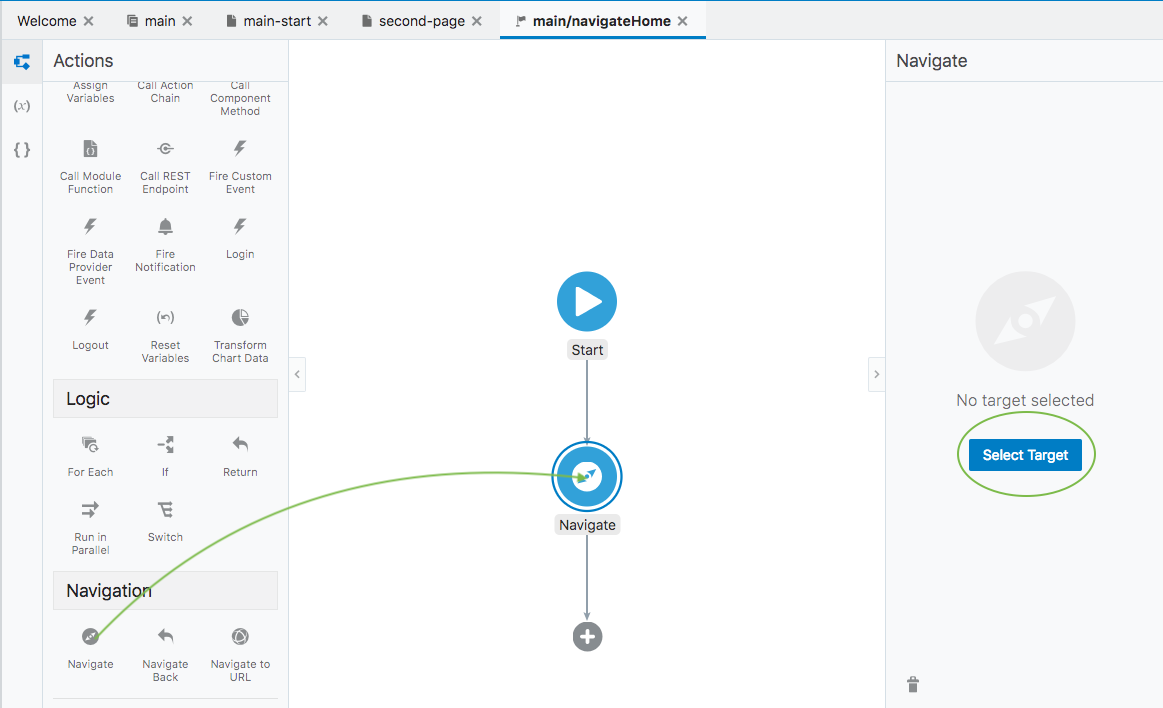 Welcome
main
main-start
second-page
main/navigateHome
Actions
Assign
Variables
Call Action
Chain
Call
Component
Method
Call Module
Function
Call REST
Endpoint
Fire Custom
Event
Fire Data
Provider
Event
Fire
Notification
Login
Logout
Reset
Variables
Transform
Chart Data
Logic
For Each
If
Return
Run in
Parallel
Switch
Navigation
Navigate
Navigate
Back
Navigate to
URL
(x)
{ }
Start
Navigate
Navigate
No target selected
Select Target